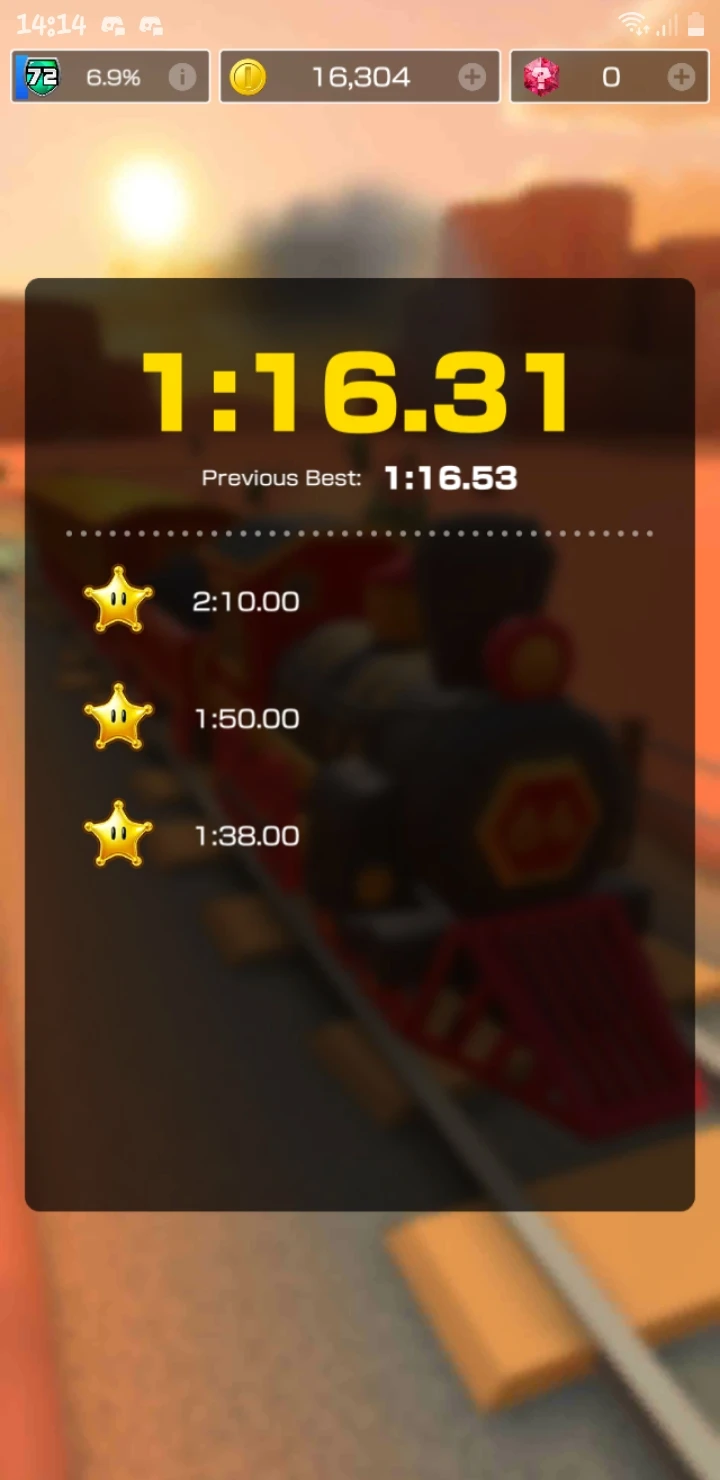 14:14
72 6.9% i 16,304 + ? 0 +
1:16.31
Previous Best: 1:16.53
2:10.00
1:50.00
1:38.00